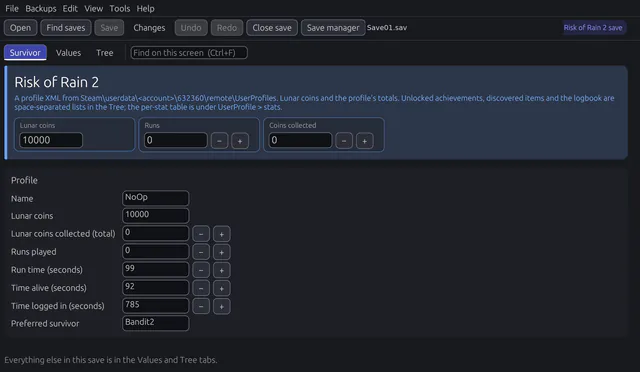 File Backups Edit View Tools Help
Open Find saves Save Changes Undo Redo Close save Save manager Save01.sav Risk of Rain 2 save
Survivor Values Tree Find on this screen (Ctrl+F)
Risk of Rain 2
A profile XML from Steam\userdata\<account>\632360\remote\UserProfiles. Lunar coins and the profile's totals. Unlocked achievements, discovered items and the logbook are
space-separated lists in the Tree; the per-stat table is under UserProfile > stats.
Lunar coins Runs Coins collected
10000 0 − + 0 − +
Profile
Name NoOp
Lunar coins 10000
Lunar coins collected (total) 0 − +
Runs played 0 − +
Run time (seconds) 99 − +
Time alive (seconds) 92 − +
Time logged in (seconds) 785 − +
Preferred survivor Bandit2
Everything else in this save is in the Values and Tree tabs.